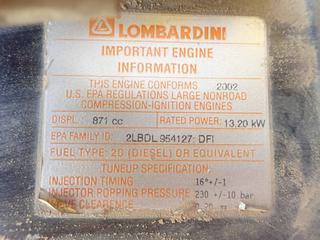 LOMBARDINI
IMPORTANT ENGINE
INFORMATION
THIS ENGINE CONFORMS 2002
U.S. EPA REGULATIONS LARGE NONROAD
COMPRESSION-IGNITION ENGINES
DISPL.: 871 cc RATED POWER: 13,20 kW
EPA FAMILY ID: 2LBDL 954127: DFI
FUEL TYPE: 2D (DIESEL) OR EQUIVALENT
TUNEUP SPECIFICATION:
INJECTION TIMING 16°+/-1
INJECTOR POPPING PRESSURE 230 +/-10 bar
CLEARANCE